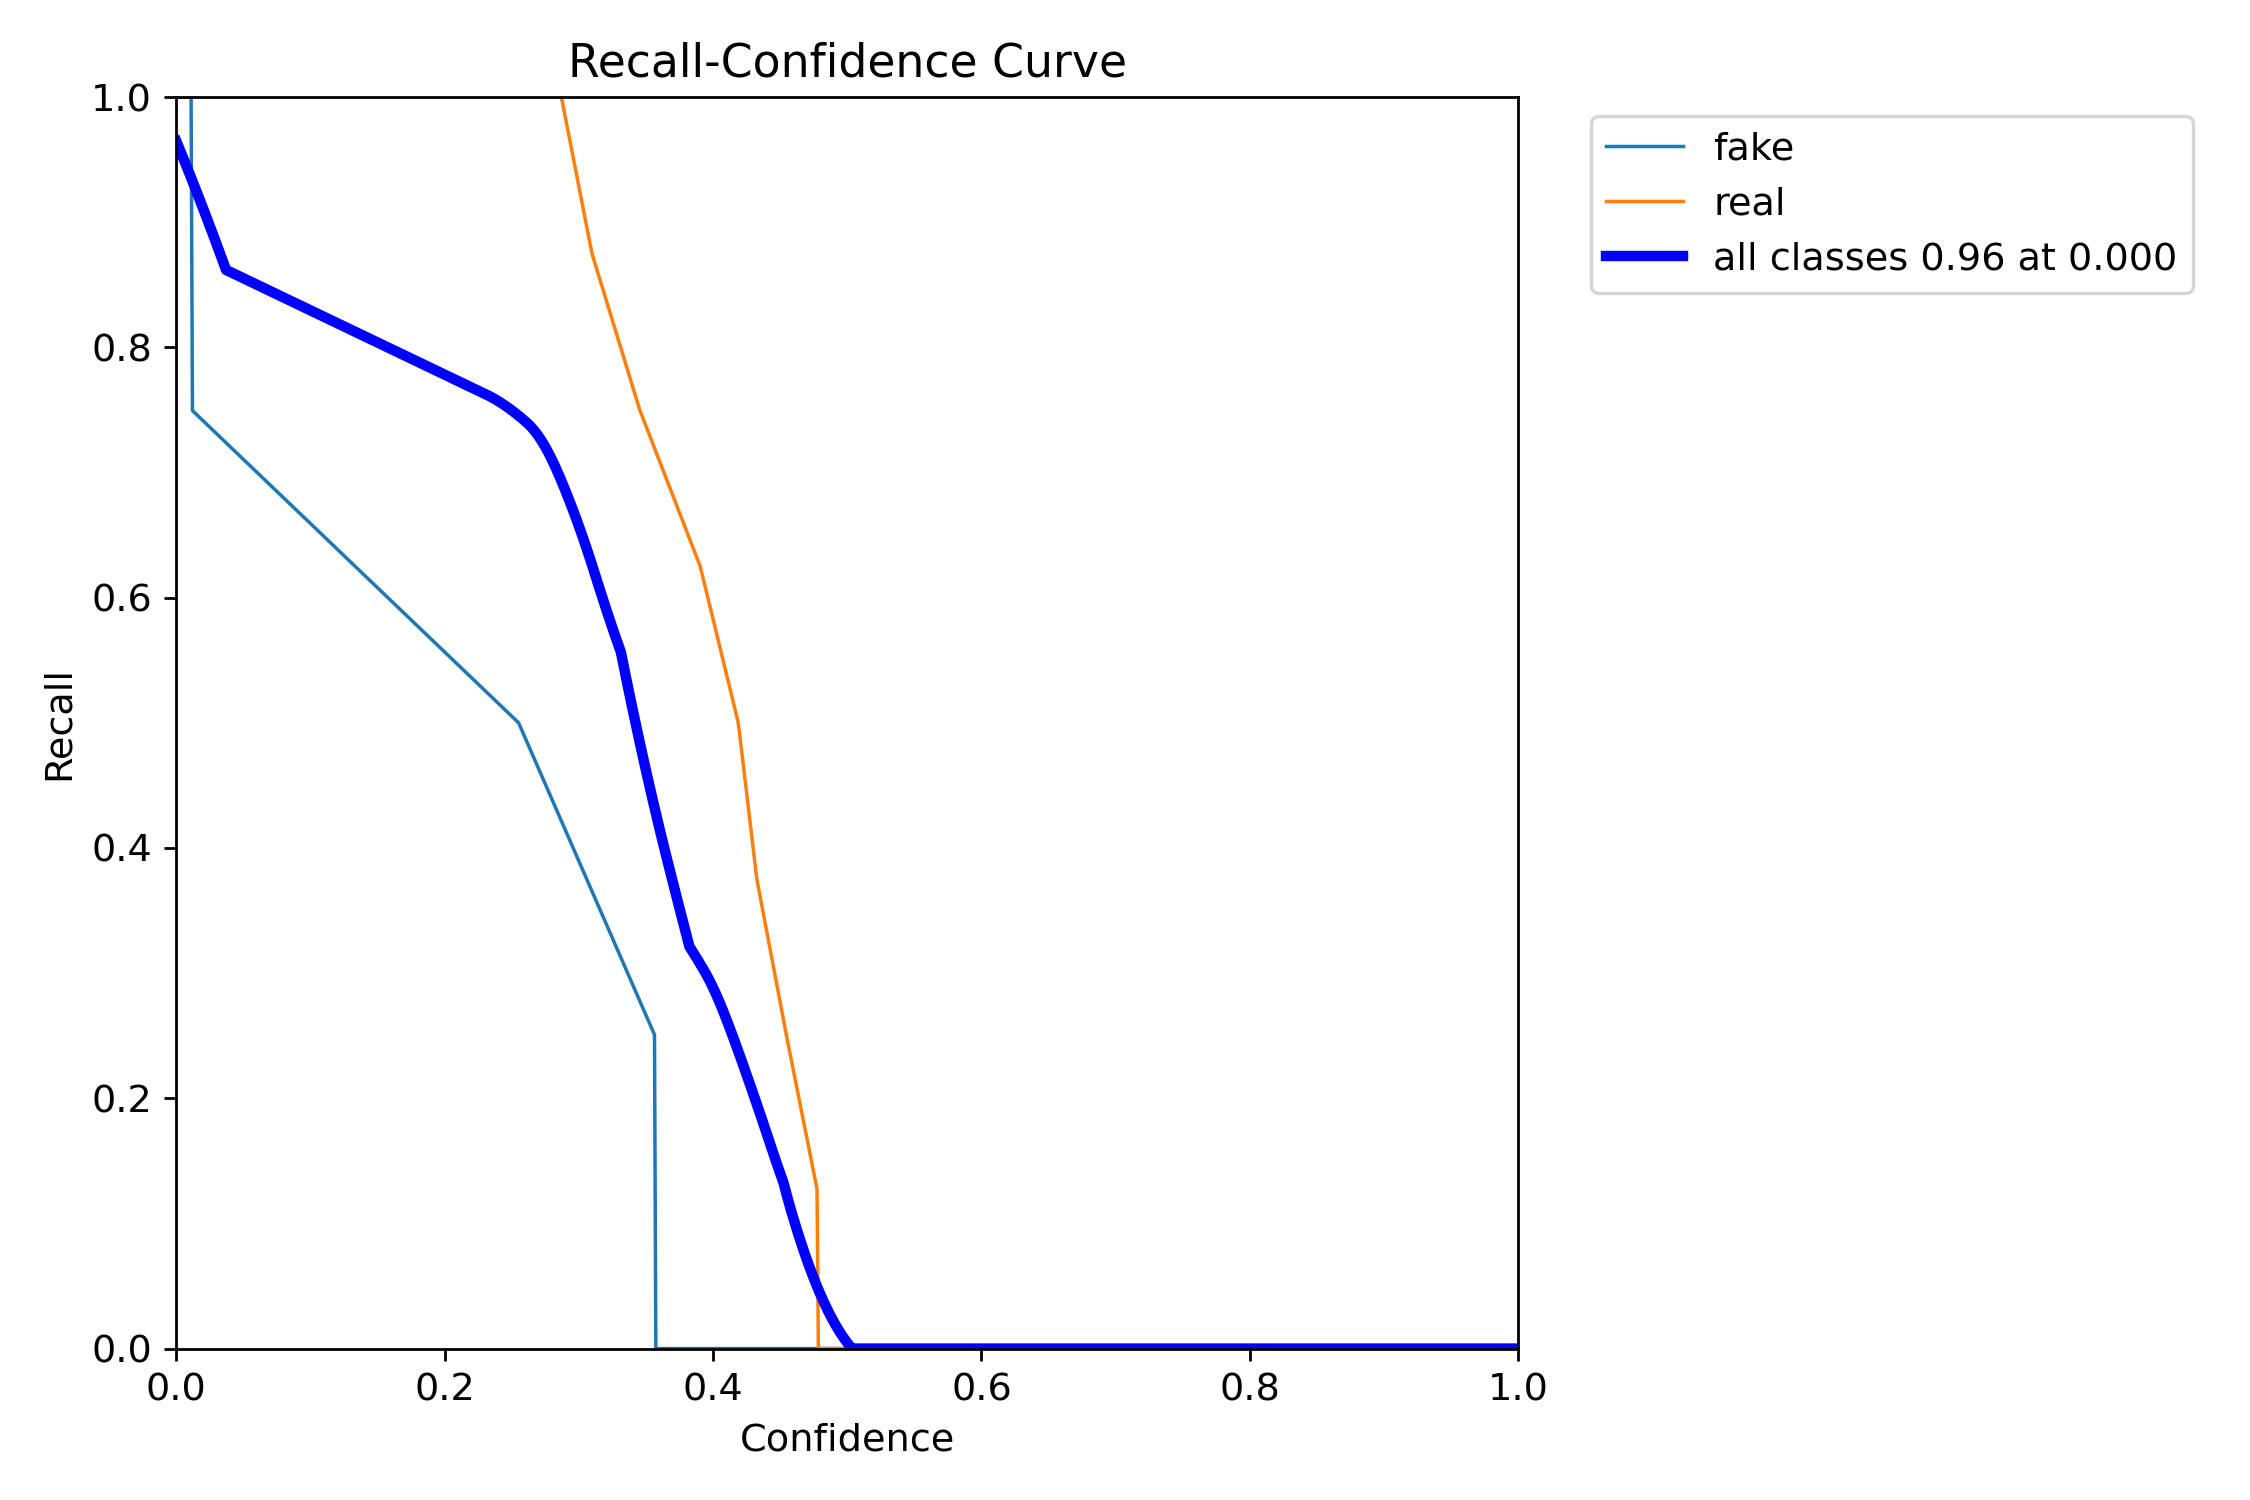 Recall-Confidence Curve
1.0
0.8
0.6
0.4
0.2
0.0
Recall
0.0 0.2 0.4 0.6 0.8 1.0
Confidence
fake
real
all classes 0.96 at 0.000